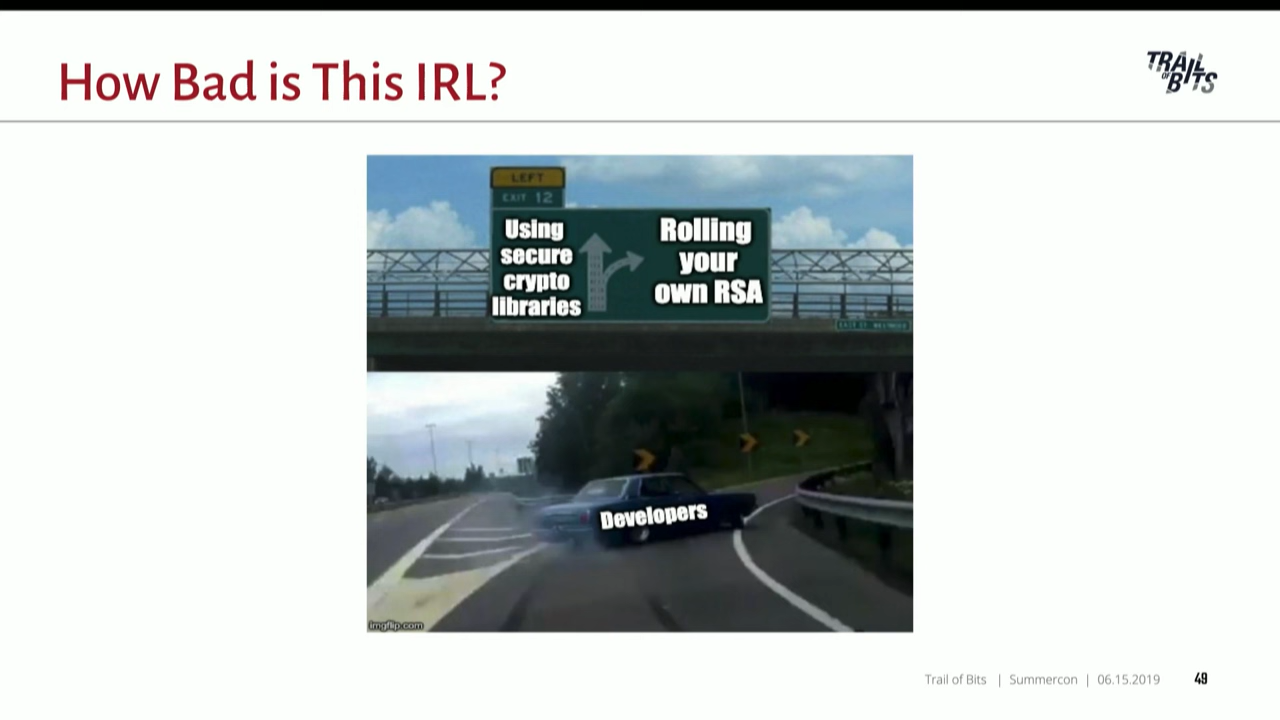 How Bad is This IRL?
TRAIL
OF
BITS
LEFT
EXIT 12
Using
secure
crypto
libraries
Rolling
your
own RSA
Developers
imgflip.com
Trail of Bits | Summercon | 06.15.2019
49